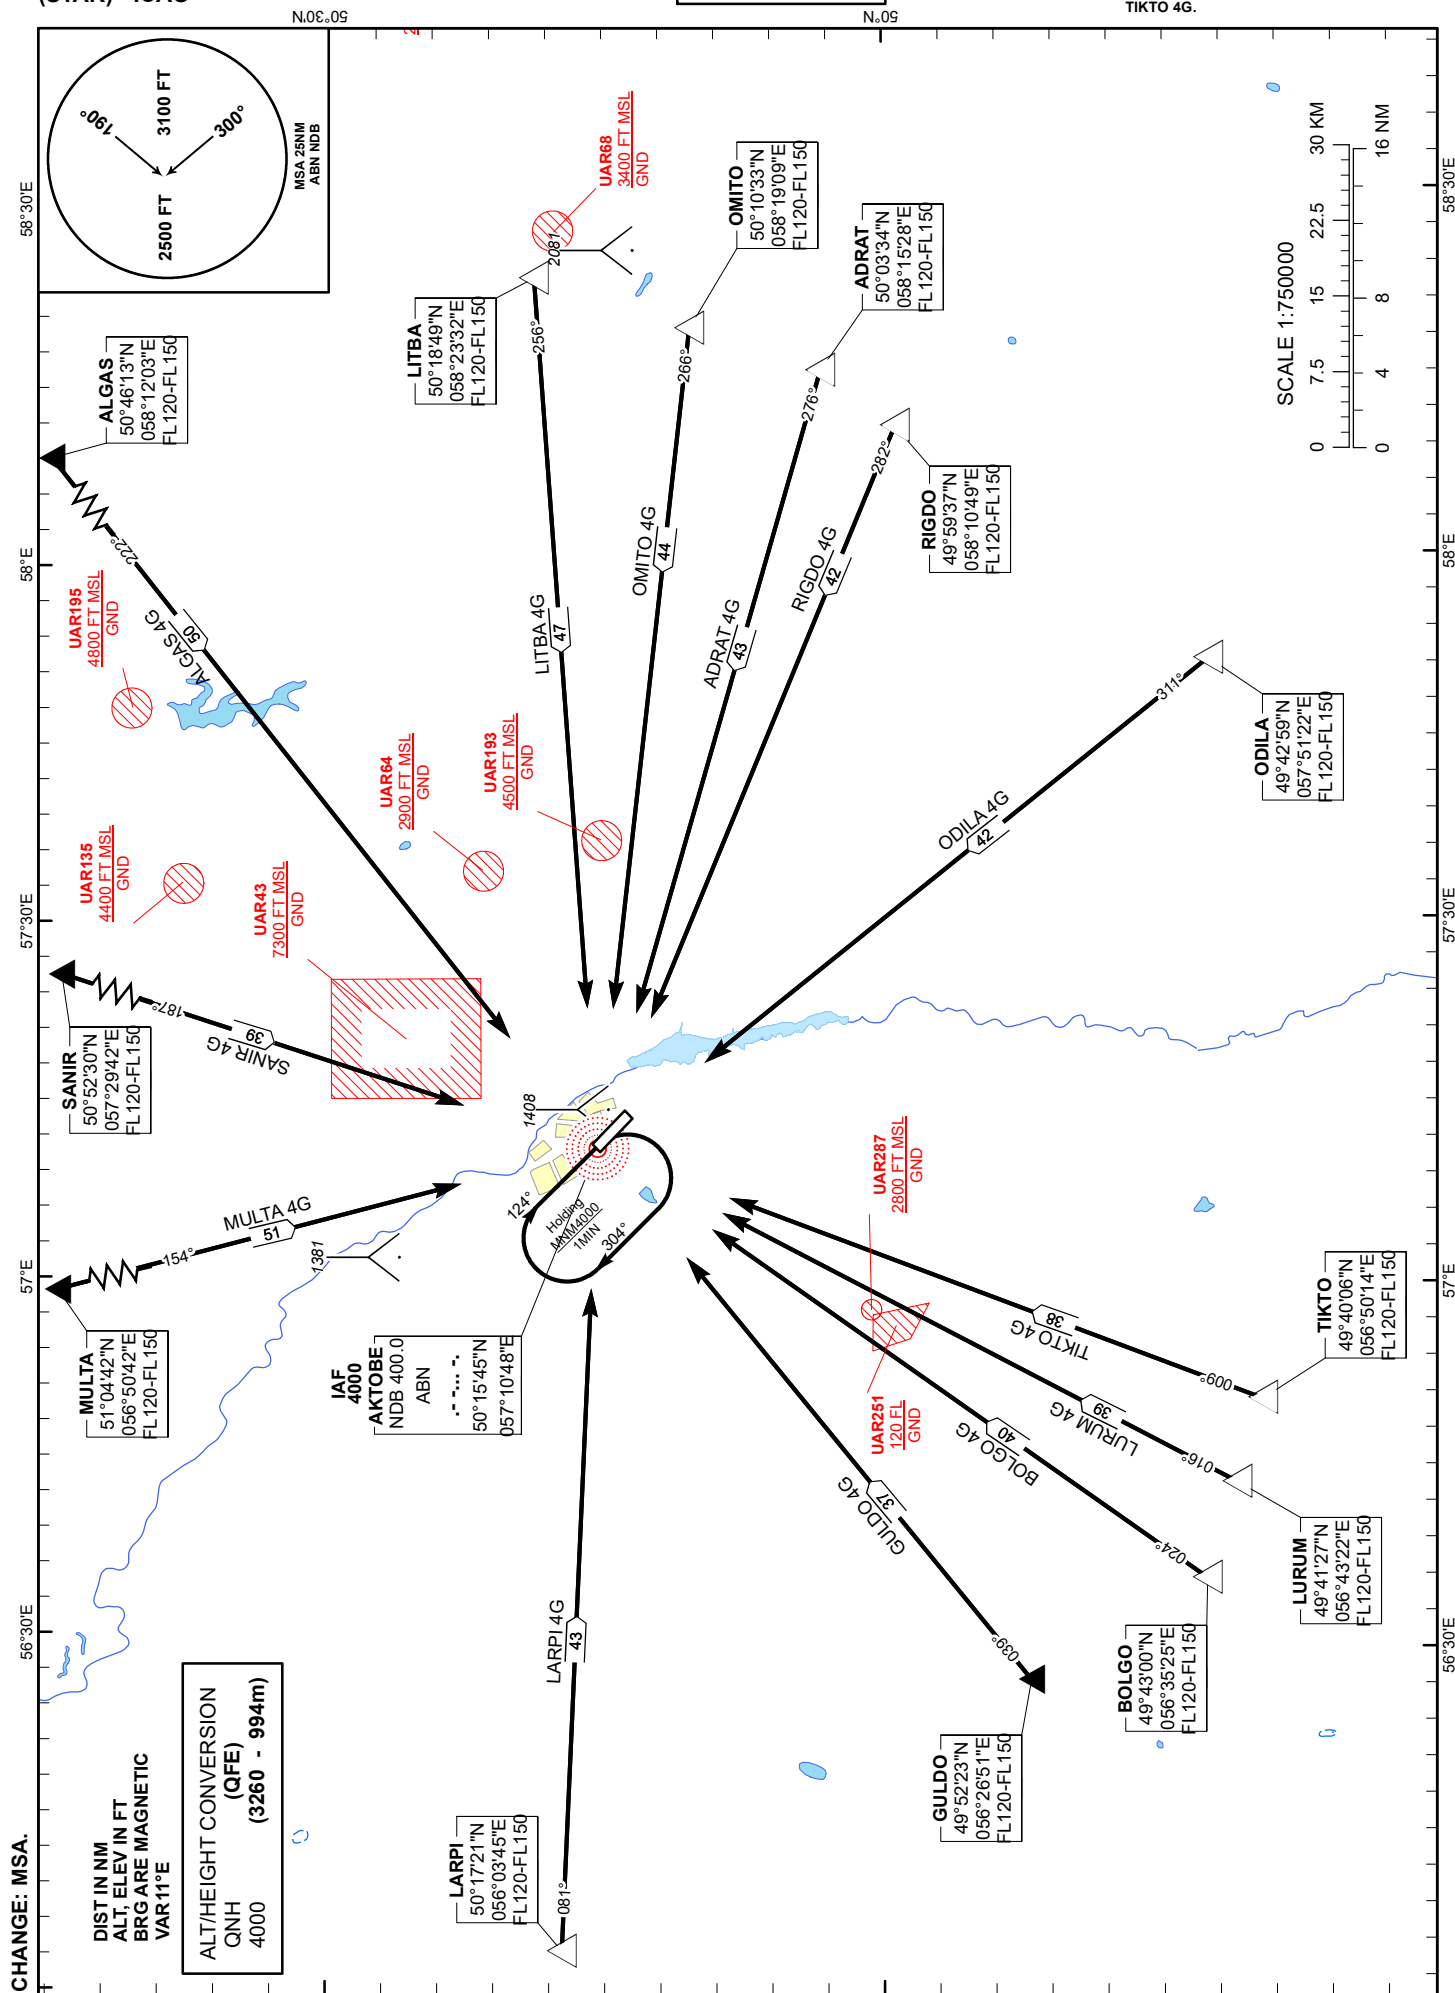 (STAR) - ICAO
TIKTO 4G.
50°30'N
50°N
58°30'E
58°E
57°30'E
57°E
56°30'E
58°30'E
58°E
57°30'E
57°E
56°30'E
190°
3100 FT
300°
2500 FT
MSA 25NM
ABN NDB
UAR68
3400 FT MSL
GND
2081
LITBA
50°18'49"N
058°23'32"E
FL120-FL150
256°
LITBA 4G
47
OMITO
50°10'33"N
058°19'09"E
FL120-FL150
266°
OMITO 4G
44
ADRAT
50°03'34"N
058°15'28"E
FL120-FL150
276°
ADRAT 4G
43
RIGDO
49°59'37"N
058°10'49"E
FL120-FL150
282°
RIGDO 4G
42
SCALE 1:750000
0
7.5
15
22.5
30 KM
0
4
8
16 NM
ALGAS
50°46'13"N
058°12'03"E
FL120-FL150
222°
ALGAS 4G
50
UAR195
4800 FT MSL
GND
UAR135
4400 FT MSL
GND
UAR64
2900 FT MSL
GND
UAR193
4500 FT MSL
GND
UAR43
7300 FT MSL
GND
ODILA
49°42'59"N
057°51'22"E
FL120-FL150
311°
ODILA 4G
42
SANIR
50°52'30"N
057°29'42"E
FL120-FL150
187°
SANIR 4G
39
1408
124°
Holding
MNM4000
1MIN
304°
MULTA 4G
51
154°
1381
MULTA
51°04'42"N
056°50'42"E
FL120-FL150
IAF
4000
AKTOBE
NDB 400.0
ABN
.- -... -.
50°15'45"N
057°10'48"E
UAR287
2800 FT MSL
GND
UAR251
120 FL
GND
TIKTO
49°40'06"N
056°50'14"E
FL120-FL150
009°
TIKTO 4G
38
LURUM
49°41'27"N
056°43'22"E
FL120-FL150
016°
LURUM 4G
39
BOLGO
49°43'00"N
056°35'25"E
FL120-FL150
024°
BOLGO 4G
40
GULDO
49°52'23"N
056°26'51"E
FL120-FL150
039°
GULDO 4G
37
LARPI
50°17'21"N
056°03'45"E
FL120-FL150
081°
LARPI 4G
43
CHANGE: MSA.
DIST IN NM
ALT, ELEV IN FT
BRG ARE MAGNETIC
VAR11°E
ALT/HEIGHT CONVERSION
QNH (QFE)
4000 (3260 - 994m)